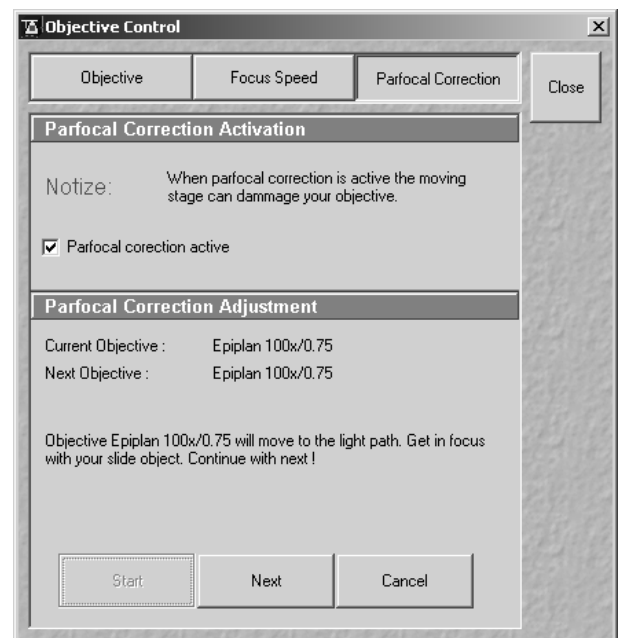 Objective Control
Objective
Focus Speed
Parfocal Correction
Close
Parfocal Correction Activation
Notize: When parfocal correction is active the moving
stage can dammage your objective.
Parfocal corection active
Parfocal Correction Adjustment
Current Objective : Epiplan 100x/0.75
Next Objective : Epiplan 100x/0.75
Objective Epiplan 100x/0.75 will move to the light path. Get in focus
with your slide object. Continue with next !
Start
Next
Cancel